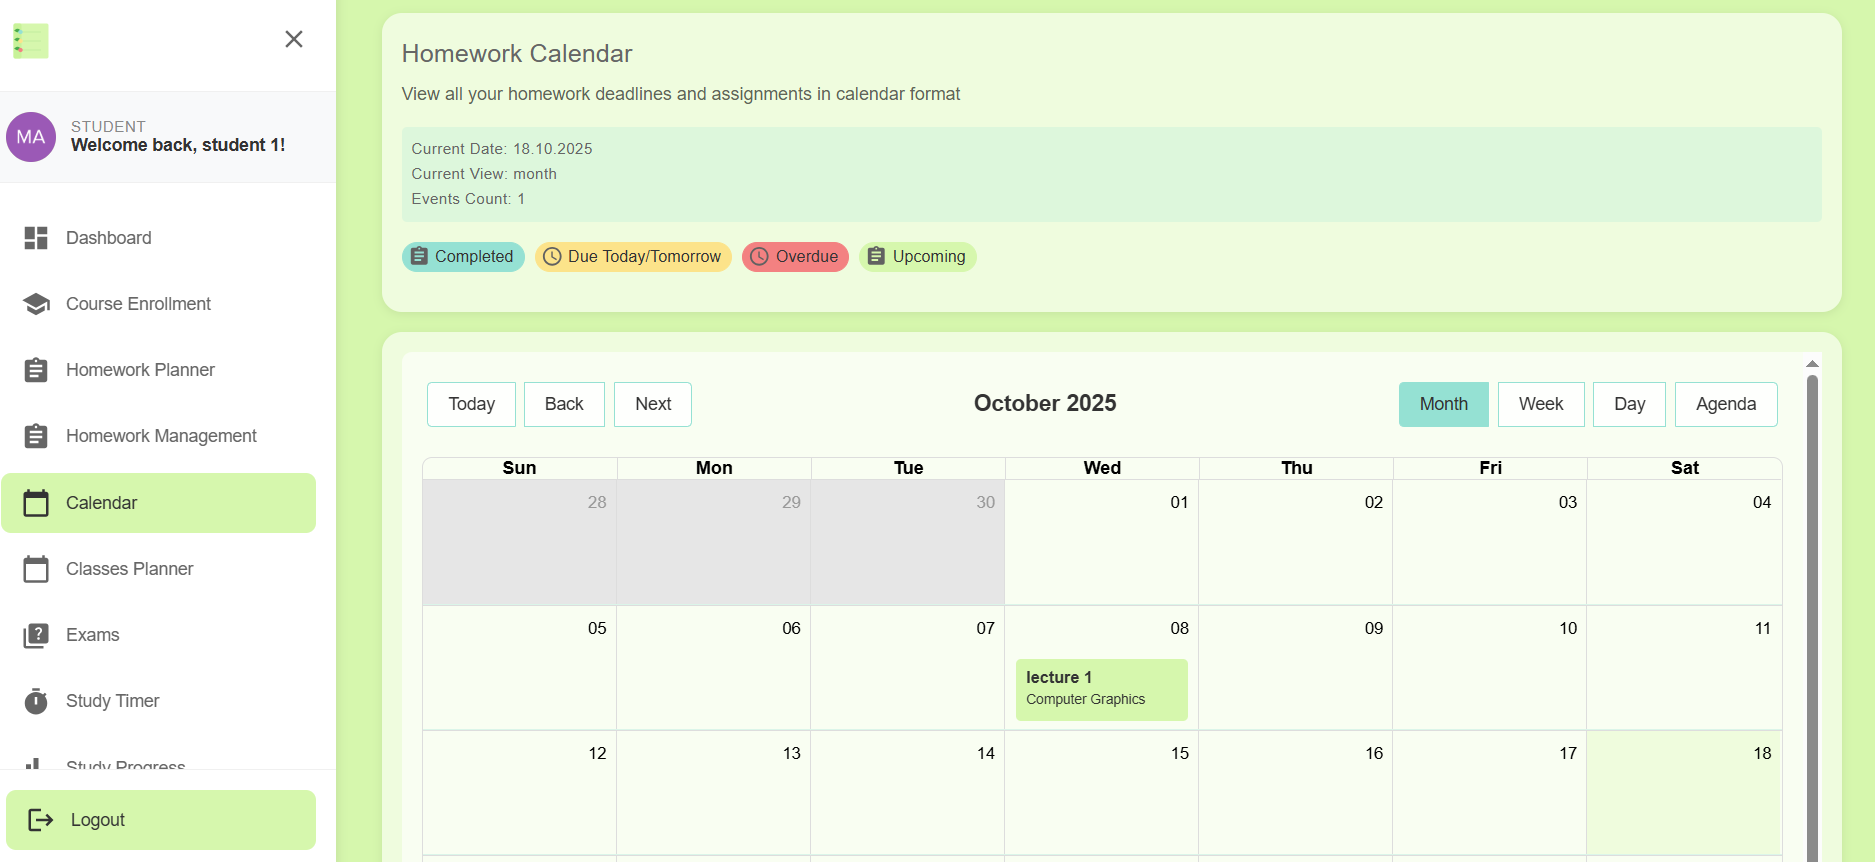 MA
STUDENT
Welcome back, student 1!
Dashboard
Course Enrollment
Homework Planner
Homework Management
Calendar
Classes Planner
Exams
Study Timer
Study Progress
Logout
Homework Calendar
View all your homework deadlines and assignments in calendar format
Current Date: 18.10.2025
Current View: month
Events Count: 1
Completed Due Today/Tomorrow Overdue Upcoming
Today Back Next October 2025 Month Week Day Agenda
Sun Mon Tue Wed Thu Fri Sat
28 29 30 01 02 03 04
05 06 07 08 09 10 11
lecture 1
Computer Graphics
12 13 14 15 16 17 18